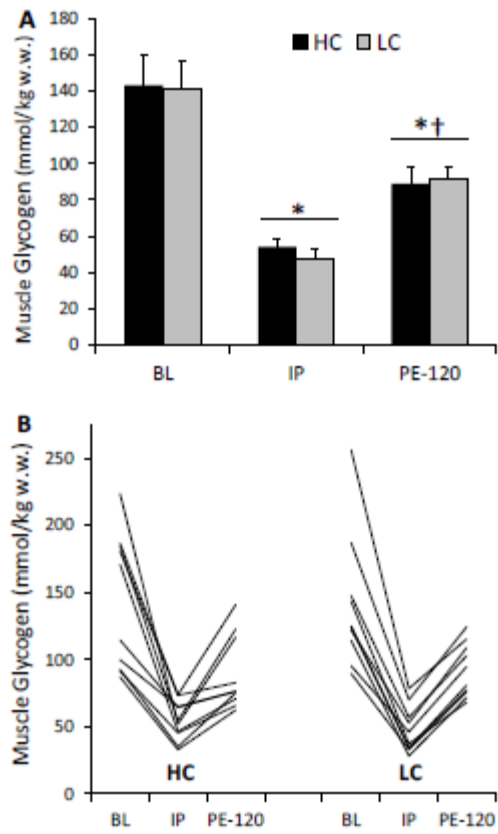 A
Muscle Glycogen (mmol/kg w.w.)
180
160
140
120
100
80
60
40
20
0
HC LC
*
*†
BL IP PE-120
B
Muscle Glycogen (mmol/kg w.w.)
250
200
150
100
50
0
HC LC
BL IP PE-120 BL IP PE-120